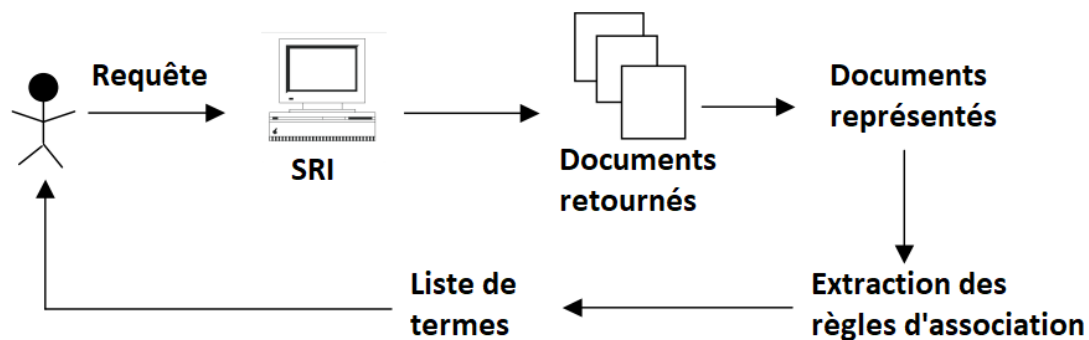 Requête
SRI
Documents
retournés
Documents
représentés
Extraction des
règles d'association
Liste de
termes